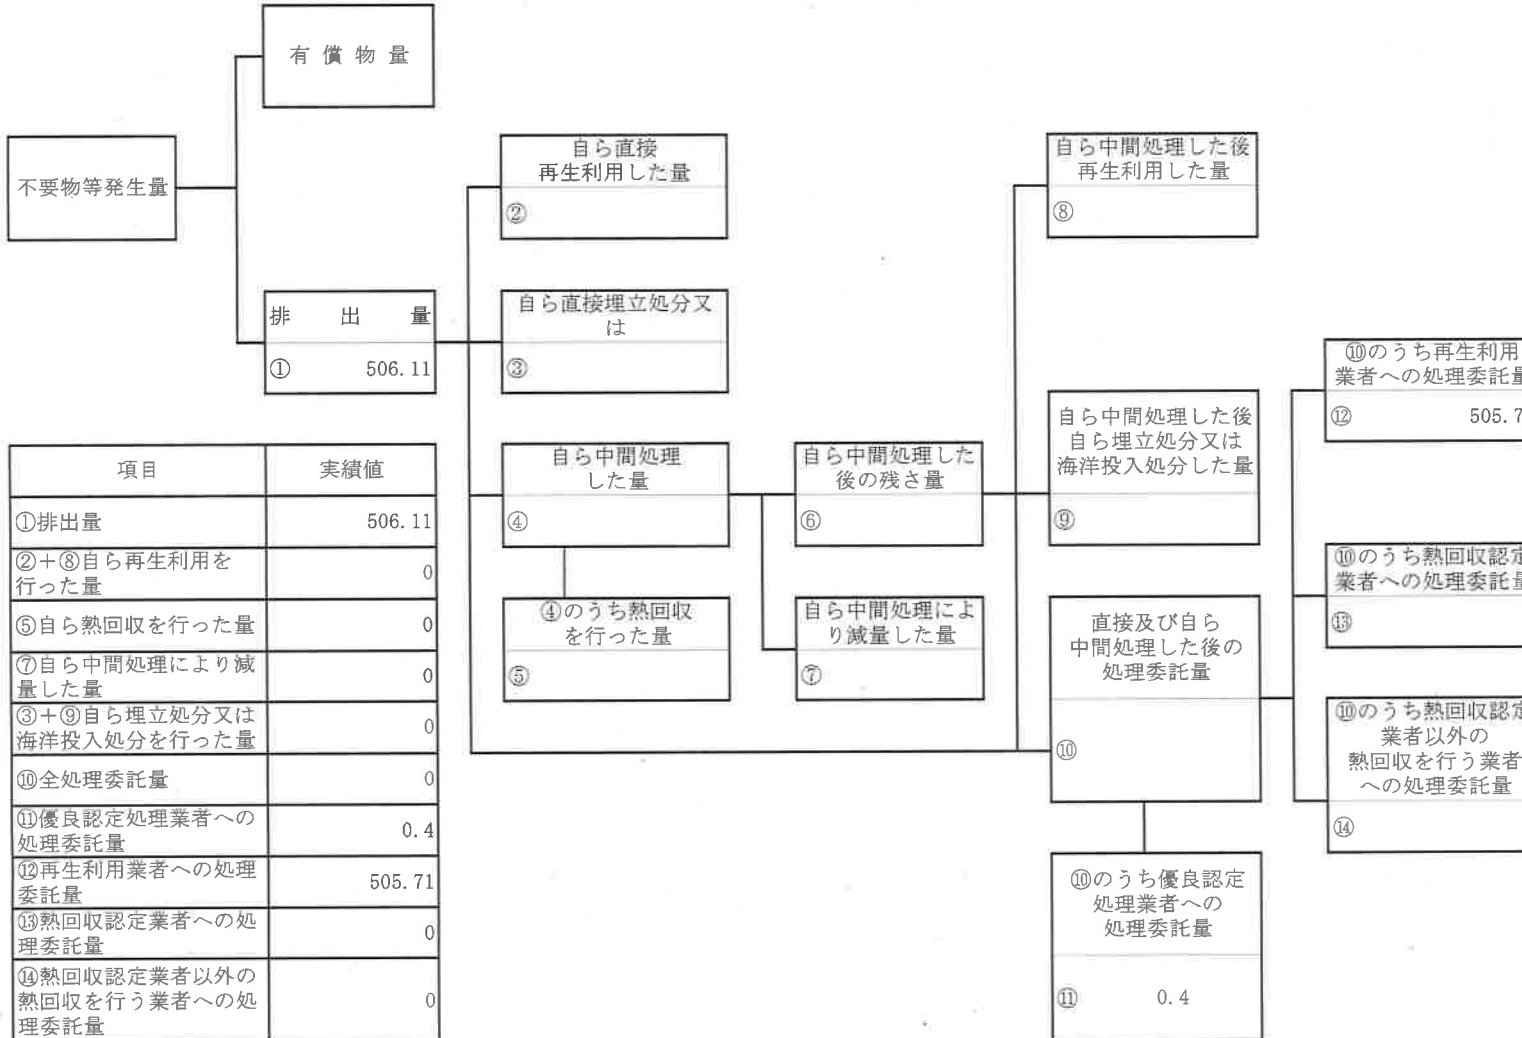 有償物量
不要物等発生量
排出量
① 506.11
自ら直接
再生利用した量
②
自ら直接埋立処分又
は
③
自ら中間処理
した量
④
④のうち熱回収
を行った量
⑤
自ら中間処理した
後の残さ量
⑥
自ら中間処理によ
り減量した量
⑦
自ら中間処理した後
再生利用した量
⑧
自ら中間処理した後
自ら埋立処分又は
海洋投入処分した量
⑨
直接及び自ら
中間処理した後の
処理委託量
⑩
⑩のうち優良認定
処理業者への
処理委託量
⑪ 0.4
⑩のうち再生利用
業者への処理委託量
⑫ 505.7
⑩のうち熱回収認定
業者への処理委託量
⑬
⑩のうち熱回収認定
業者以外の
熱回収を行う業者
への処理委託量
⑭
項目 実績値
①排出量 506.11
②+⑧自ら再生利用を
行った量 0
⑤自ら熱回収を行った量 0
⑦自ら中間処理により減
量した量 0
③+⑨自ら埋立処分又は
海洋投入処分を行った量 0
⑩全処理委託量 0
⑪優良認定処理業者への
処理委託量 0.4
⑫再生利用業者への処理
委託量 505.71
⑬熱回収認定業者への処
理委託量 0
⑭熱回収認定業者以外の
熱回収を行う業者への処
理委託量 0